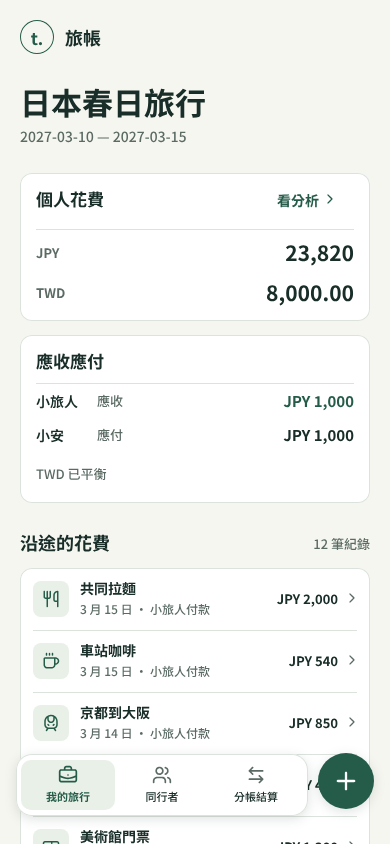 t. 旅帳
日本春日旅行
2027-03-10 — 2027-03-15
個人花費 看分析
JPY 23,820
TWD 8,000.00
應收應付
小旅人 應收 JPY 1,000
小安 應付 JPY 1,000
TWD 已平衡
沿途的花費 12 筆紀錄
共同拉麵 JPY 2,000
3 月 15 日 · 小旅人付款
車站咖啡 JPY 540
3 月 15 日 · 小旅人付款
京都到大阪 JPY 850
3 月 14 日 · 小旅人付款
我的旅行 同行者 分帳結算
美術館門票